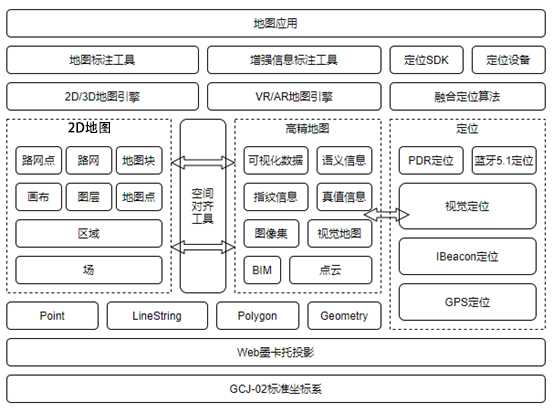 地图应用
地图标注工具
增强信息标注工具
定位SDK
定位设备
2D/3D地图引擎
VR/AR地图引擎
融合定位算法
2D地图
路网点
路网
地图块
画布
图层
地图点
区域
场
空间
对齐
工具
高精地图
可视化数据
语义信息
指纹信息
真值信息
图像集
视觉地图
BIM
点云
定位
PDR定位
蓝牙5.1定位
视觉定位
IBeacon定位
GPS定位
Point
LineString
Polygon
Geometry
Web墨卡托投影
GCJ-02标准坐标系